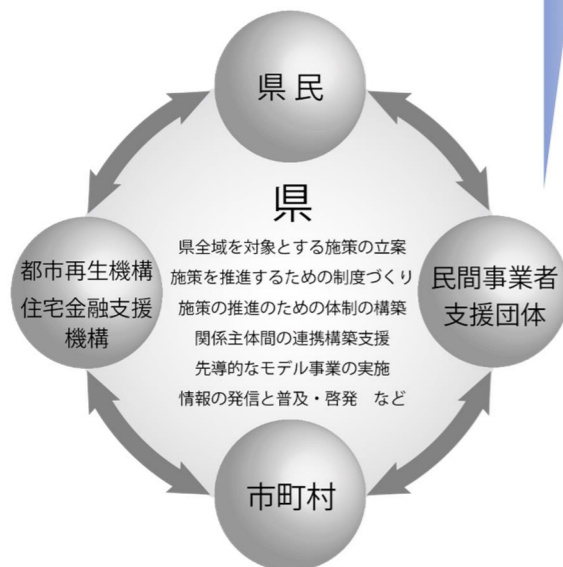 県民
県
県全域を対象とする施策の立案
施策を推進するための制度づくり
施策の推進のための体制の構築
関係主体間の連携構築支援
先導的なモデル事業の実施
情報の発信と普及・啓発　など
都市再生機構
住宅金融支援
機構
民間事業者
支援団体
市町村